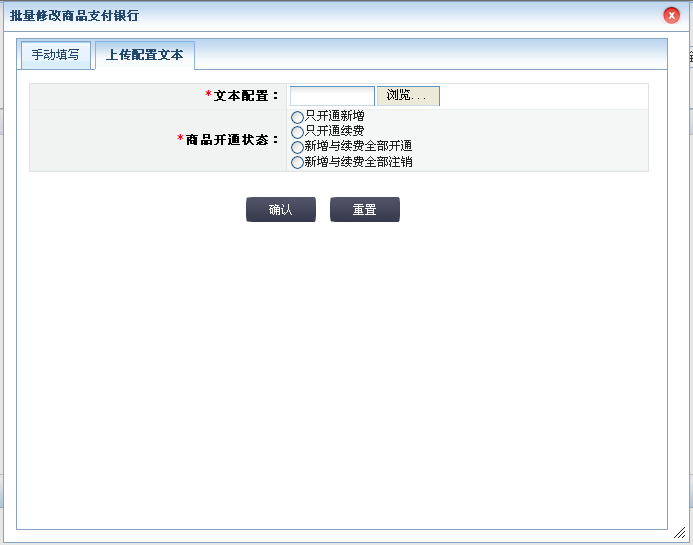 批量修改商品支付银行
手动填写 上传配置文本
*文本配置： 浏览...
*商品开通状态：
只开通新增
只开通续费
新增与续费全部开通
新增与续费全部注销
确认 重置